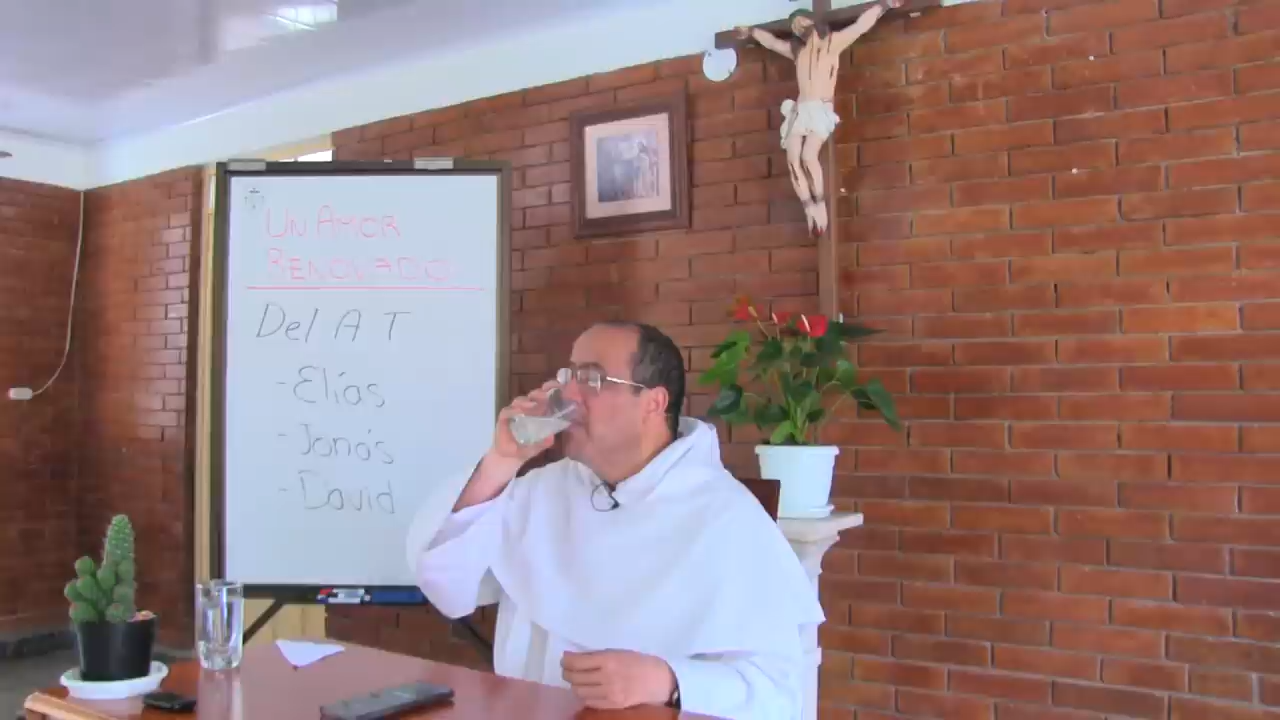 UN AMOR
RENOVADO
Del A T
- Elías
- Jonás
- David